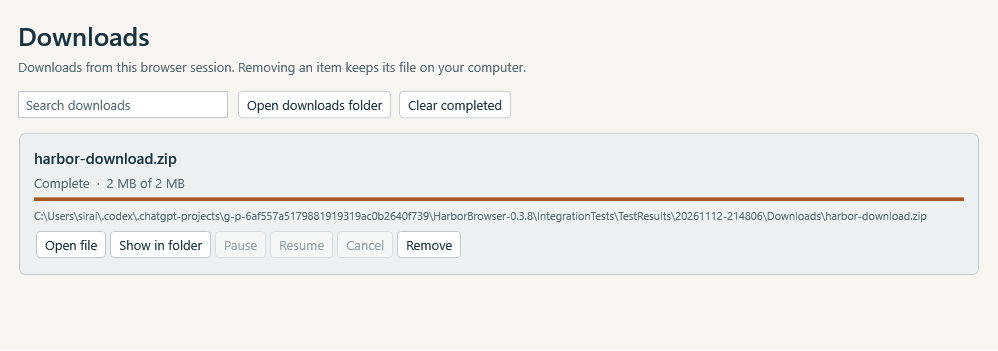 Downloads
Downloads from this browser session. Removing an item keeps its file on your computer.
Search downloads Open downloads folder Clear completed
harbor-download.zip
Complete · 2 MB of 2 MB
C:\Users\sirai\.codex\.chatgpt-projects\g-p-6af557a5179881919319ac0b2640f739\HarborBrowser-0.3.8\IntegrationTests\TestResults\20261112-214806\Downloads\harbor-download.zip
Open file Show in folder Pause Resume Cancel Remove